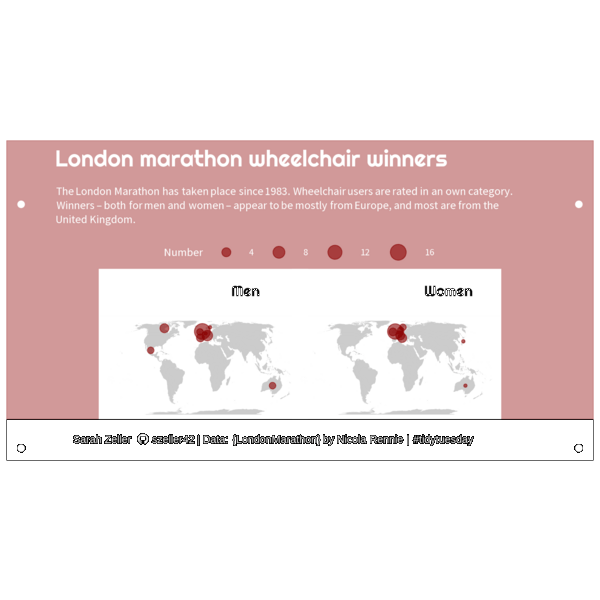 London marathon wheelchair winners
The London Marathon has taken place since 1983. Wheelchair users are rated in an own category.
Winners – both for men and women – appear to be mostly from Europe, and most are from the
United Kingdom.
Number 4 8 12 16
Men Women
Sarah Zeller szeller42 | Data: {LondonMarathon} by Nicola Rennie | #tidytuesday